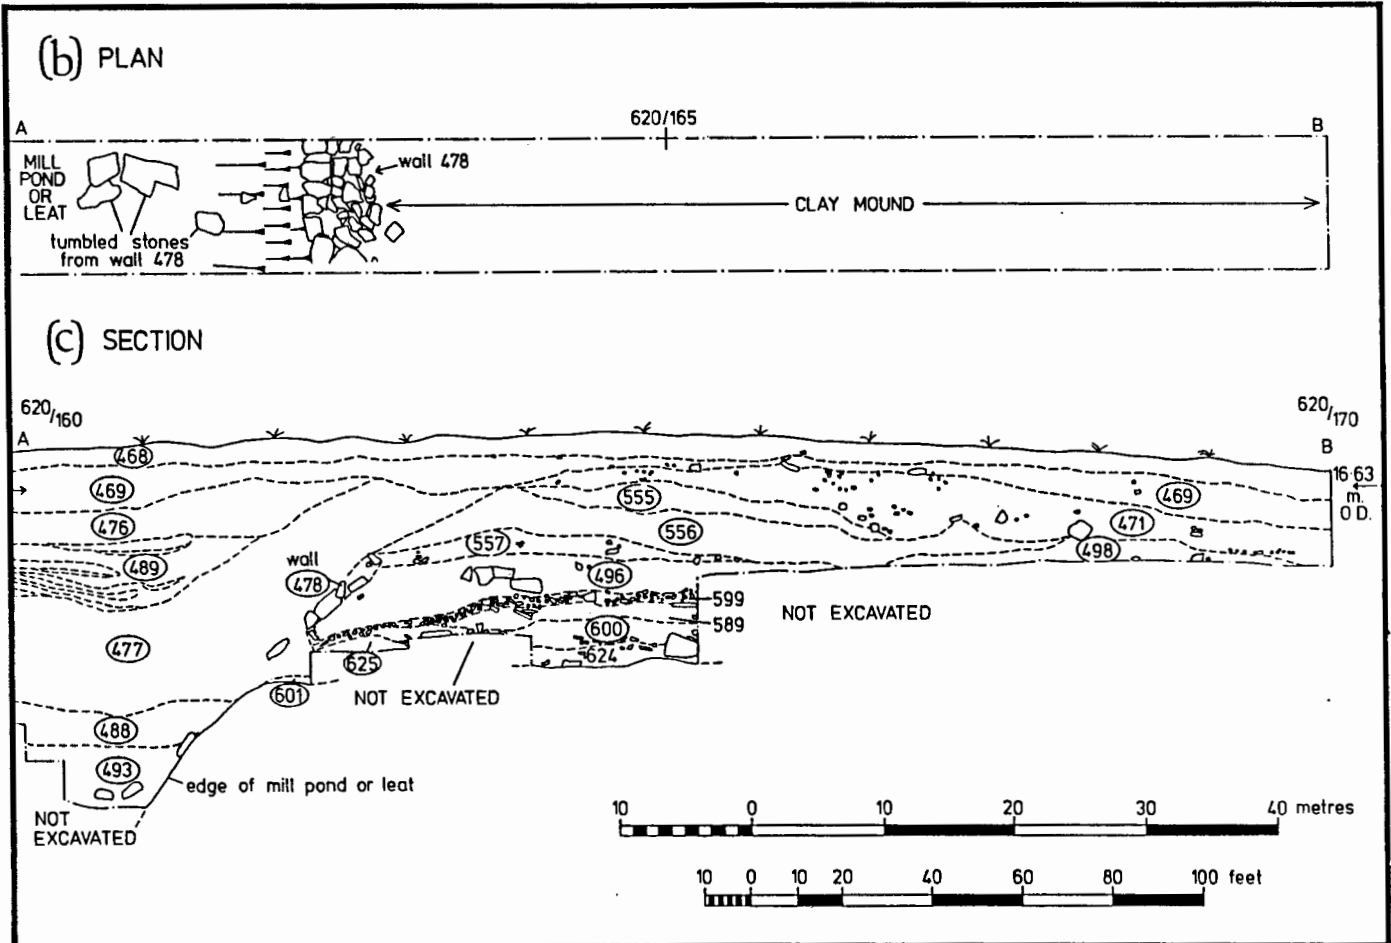 (b) PLAN
620/165
A
B
MILL
POND
OR
LEAT
wall 478
CLAY MOUND
tumbled stones
from wall 478
(c) SECTION
620/160
620/170
A
B
468
16·63
m.
O.D.
469
555
469
476
471
556
557
498
489
wall
478
496
599
NOT EXCAVATED
589
600
477
624
625
601
NOT EXCAVATED
488
493
edge of mill pond or leat
NOT
EXCAVATED
10 0 10 20 30 40 metres
10 0 10 20 40 60 80 100 feet